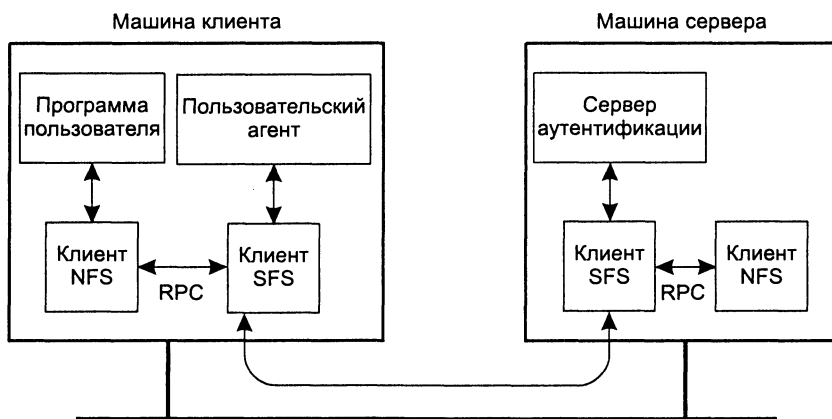 Машина клиента
Машина сервера
Программа
пользователя
Пользовательский
агент
Сервер
аутентификации
Клиент
NFS
RPC
Клиент
SFS
Клиент
SFS
RPC
Клиент
NFS